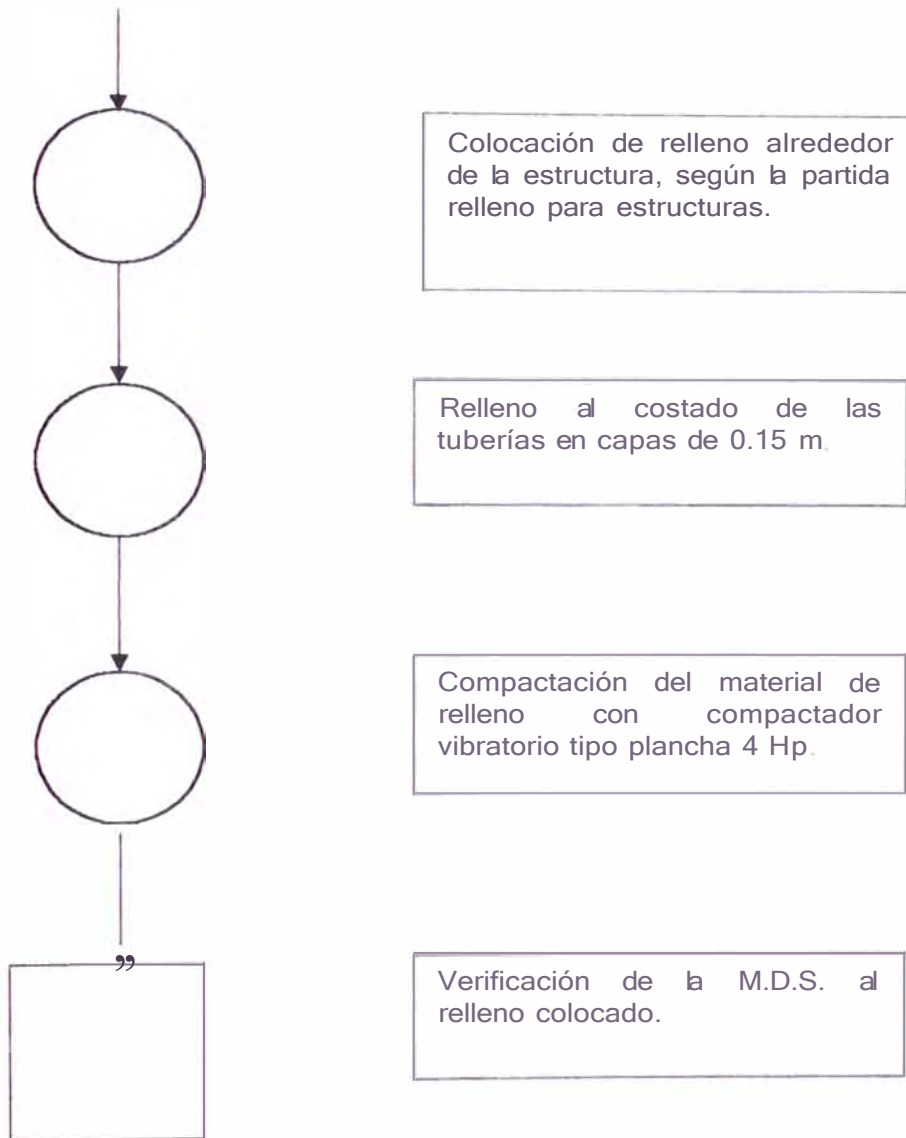 Colocación de relleno alrededor
de la estructura, según la partida
relleno para estructuras.
Relleno al costado de las
tuberías en capas de 0.15 m.
Compactación del material de
relleno con compactador
vibratorio tipo plancha 4 Hp.
”
Verificación de la M.D.S. al
relleno colocado.